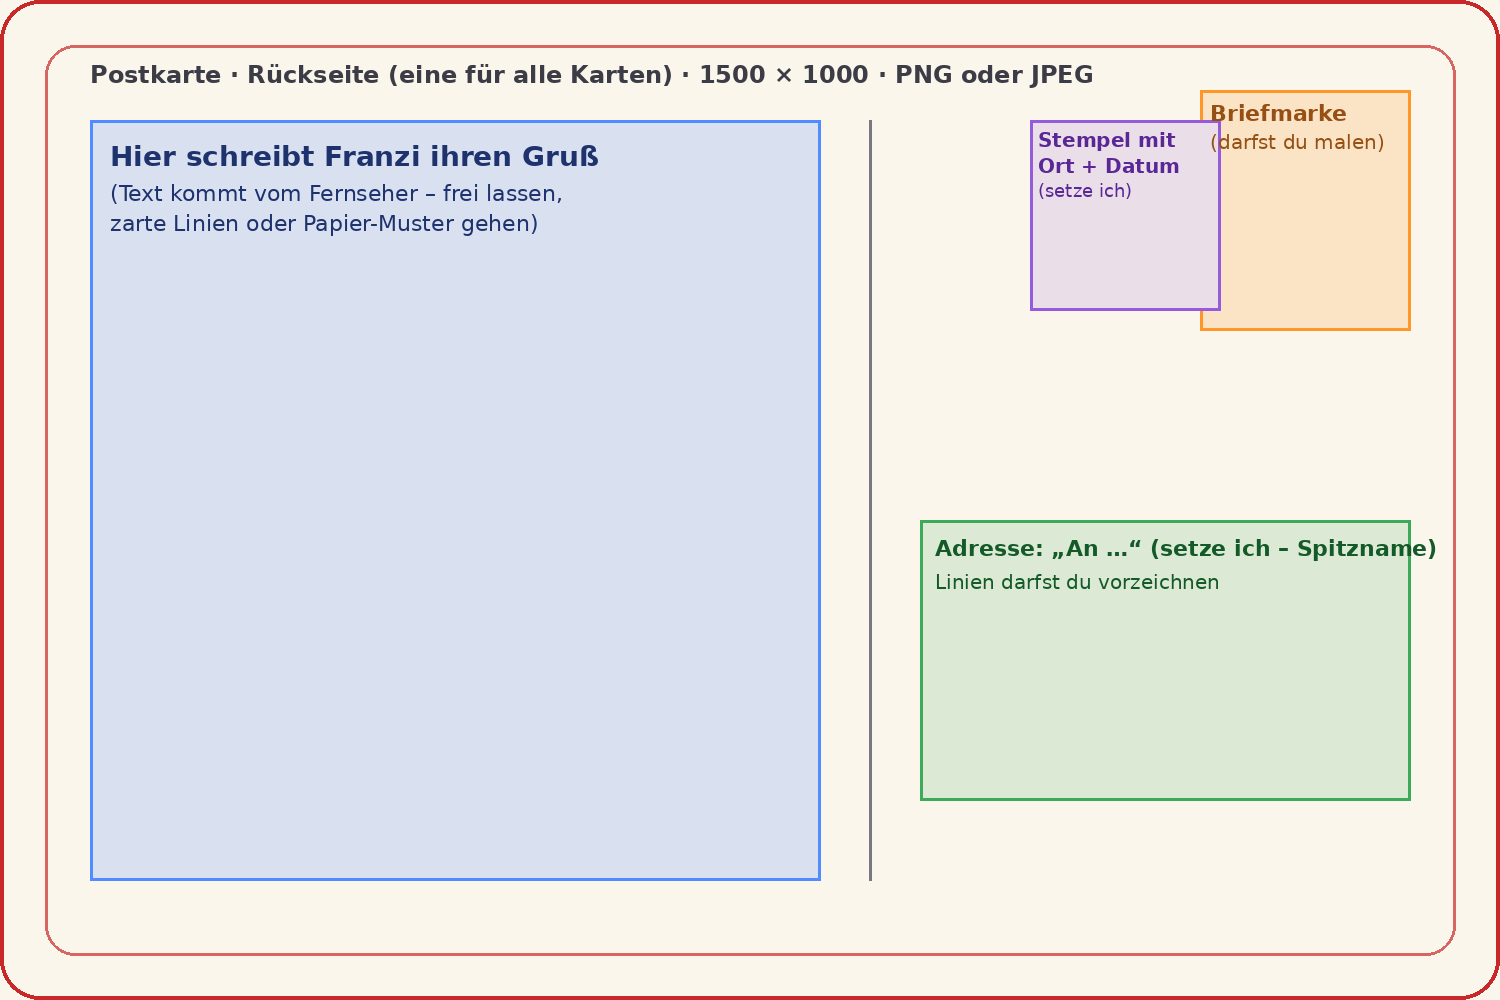 Postkarte · Rückseite (eine für alle Karten) · 1500 × 1000 · PNG oder JPEG
Hier schreibt Franzi ihren Gruß
(Text kommt vom Fernseher – frei lassen,
zarte Linien oder Papier-Muster gehen)
Stempel mit
Ort + Datum
(setze ich)
Briefmarke
(darfst du malen)
Adresse: „An …“ (setze ich – Spitzname)
Linien darfst du vorzeichnen